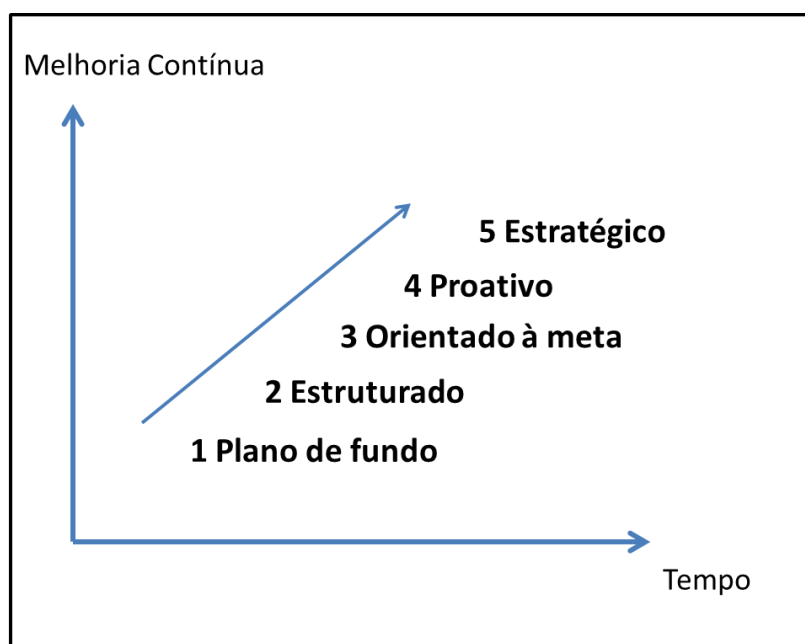 Melhoria Contínua
5 Estratégico
4 Proativo
3 Orientado à meta
2 Estruturado
1 Plano de fundo
Tempo